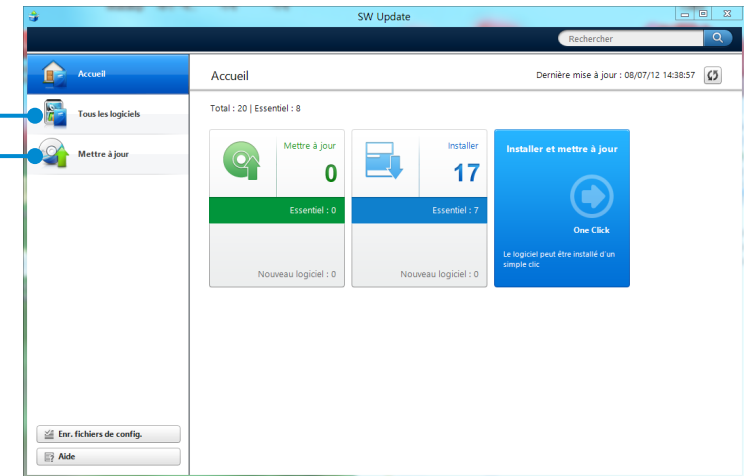 SW Update
Rechercher
Accueil
Tous les logiciels
Mettre à jour
Enr. fichiers de config.
Aide
Accueil
Dernière mise à jour : 08/07/12 14:38:57
Total : 20 | Essentiel : 8
Mettre à jour
0
Essentiel : 0
Nouveau logiciel : 0
Installer
17
Essentiel : 7
Nouveau logiciel : 0
Installer et mettre à jour
One Click
Le logiciel peut être installé d'un
simple clic